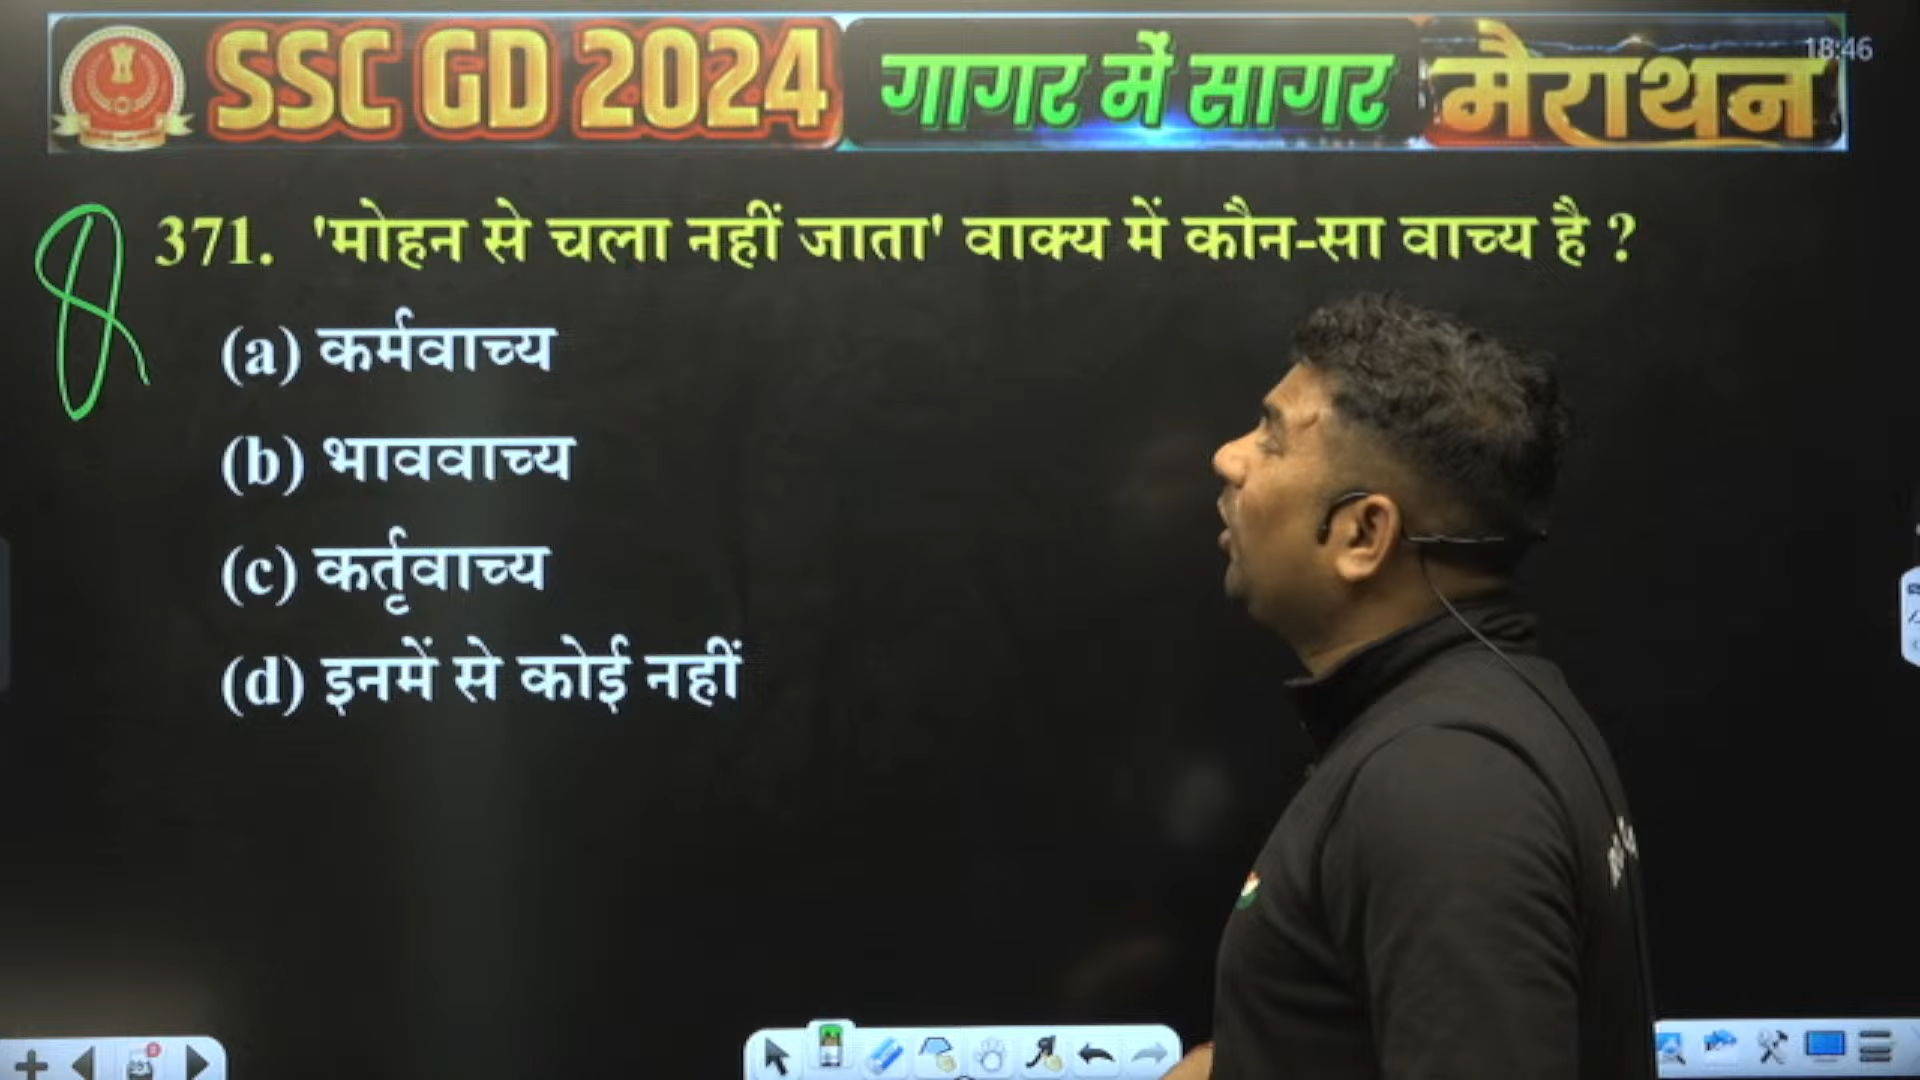 SSC GD 2024 गागर में सागर मैराथन
18:46
371. 'मोहन से चला नहीं जाता' वाक्य में कौन-सा वाच्य है ?
(a) कर्मवाच्य
(b) भाववाच्य
(c) कर्तृवाच्य
(d) इनमें से कोई नहीं